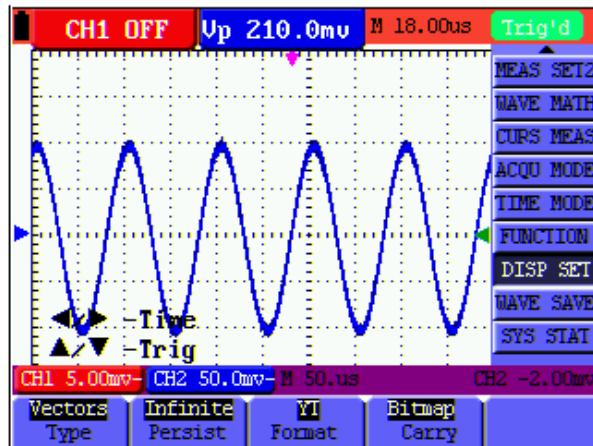 CH1 OFF Vp 210.0mv M 18.00us Trig'd
MEAS SET2
WAVE MATH
CURS MEAS
ACQU MODE
TIME MODE
FUNCTION
DISP SET
WAVE SAVE
SYS STAT
◀/▶ -Time
▲/▼ -Trig
CH1 5.00mv- CH2 50.0mv- M 50.us CH2 -2.00mv
Vectors Infinite YT Bitmap
Type Persist Format Carry